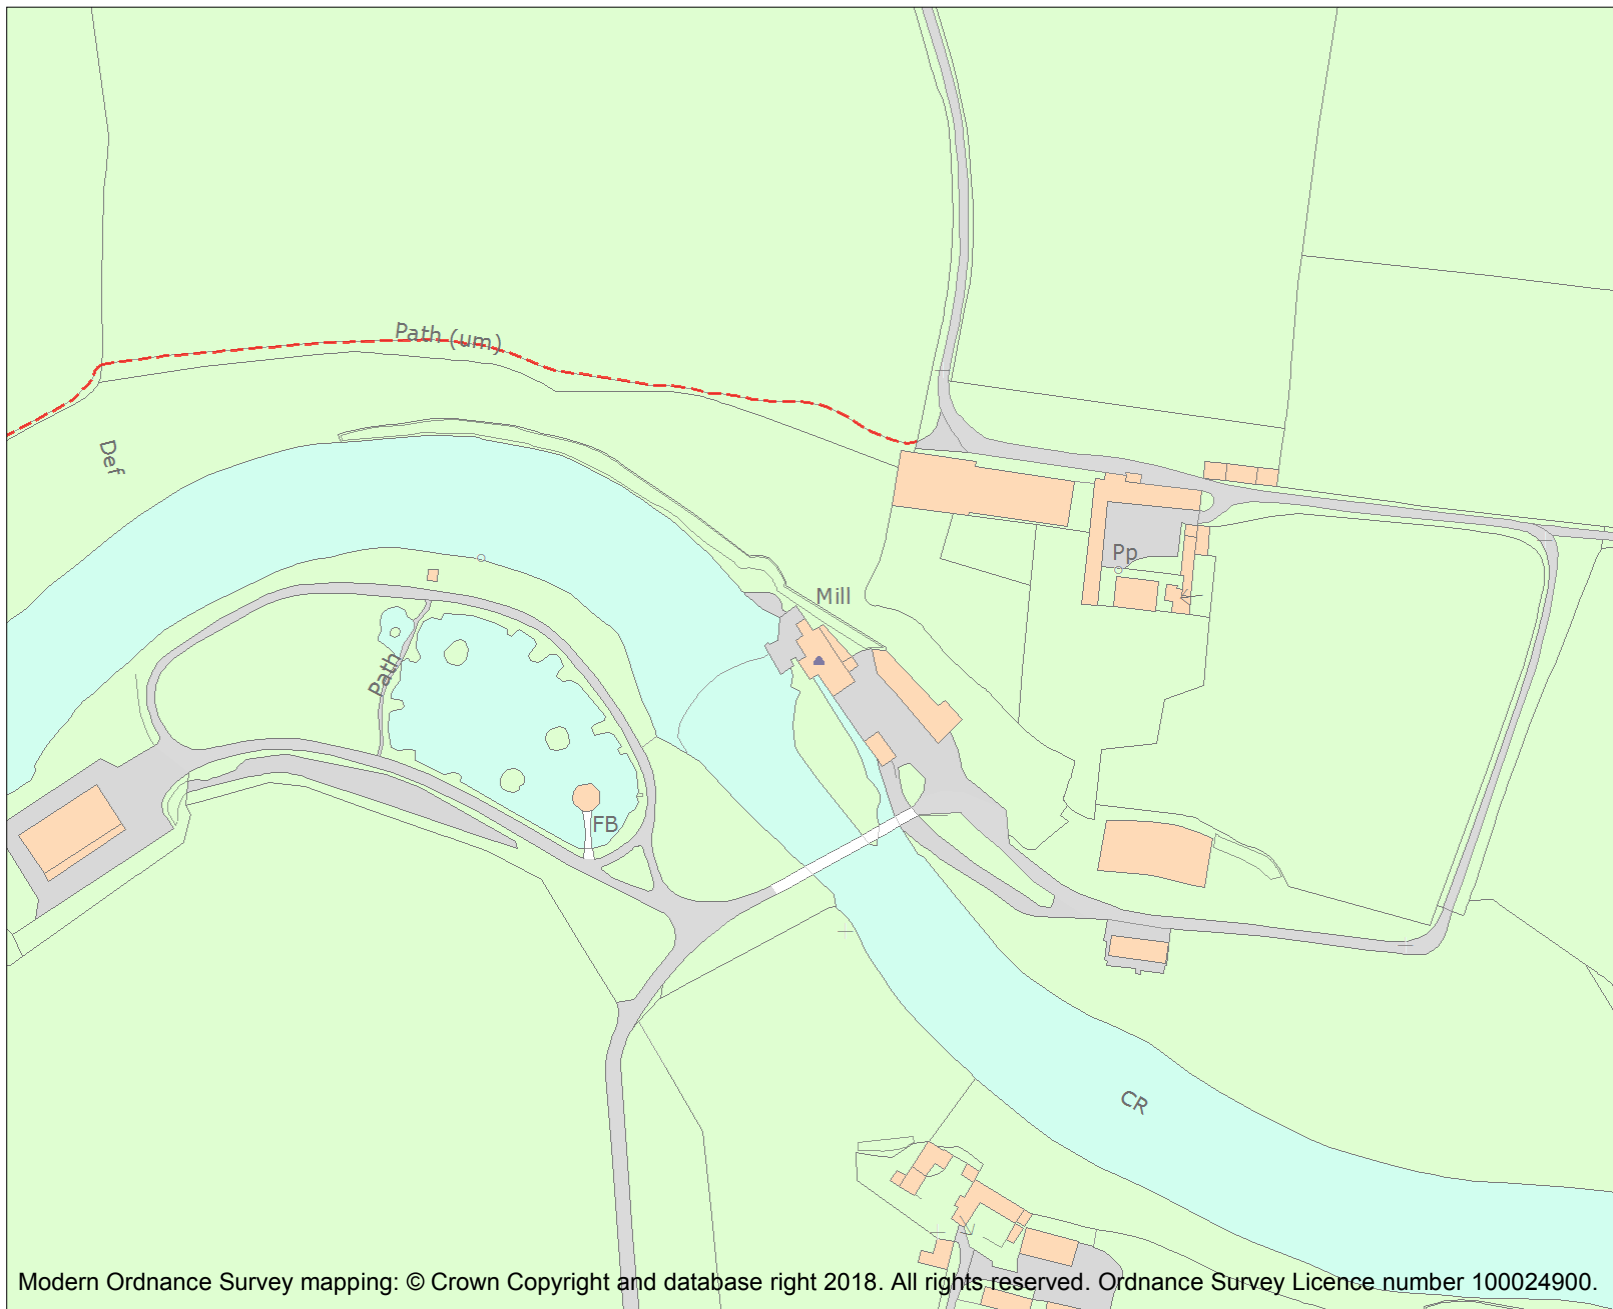 Path (um)
Def
Pp
Mill
Path
FB
CR
Modern Ordnance Survey mapping: © Crown Copyright and database right 2018. All rights reserved. Ordnance Survey Licence number 100024900.